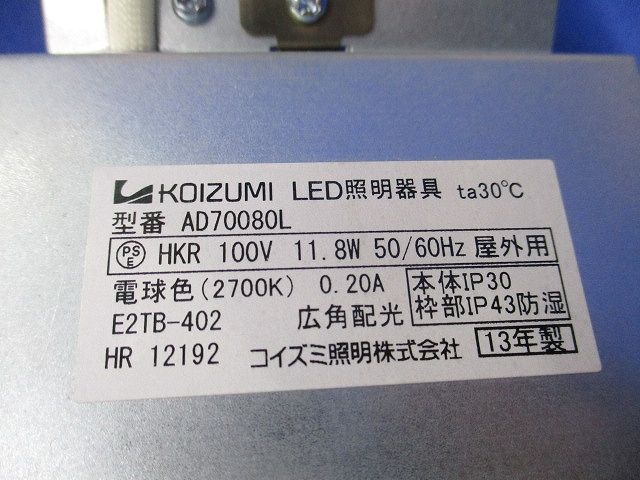 KOIZUMI LED照明器具 ta30℃
型番 AD70080L
PSE HKR 100V 11.8W 50/60Hz 屋外用
電球色(2700K) 0.20A 本体IP30
枠部IP43防湿
E2TB-402 広角配光
HR 12192 コイズミ照明株式会社 13年製